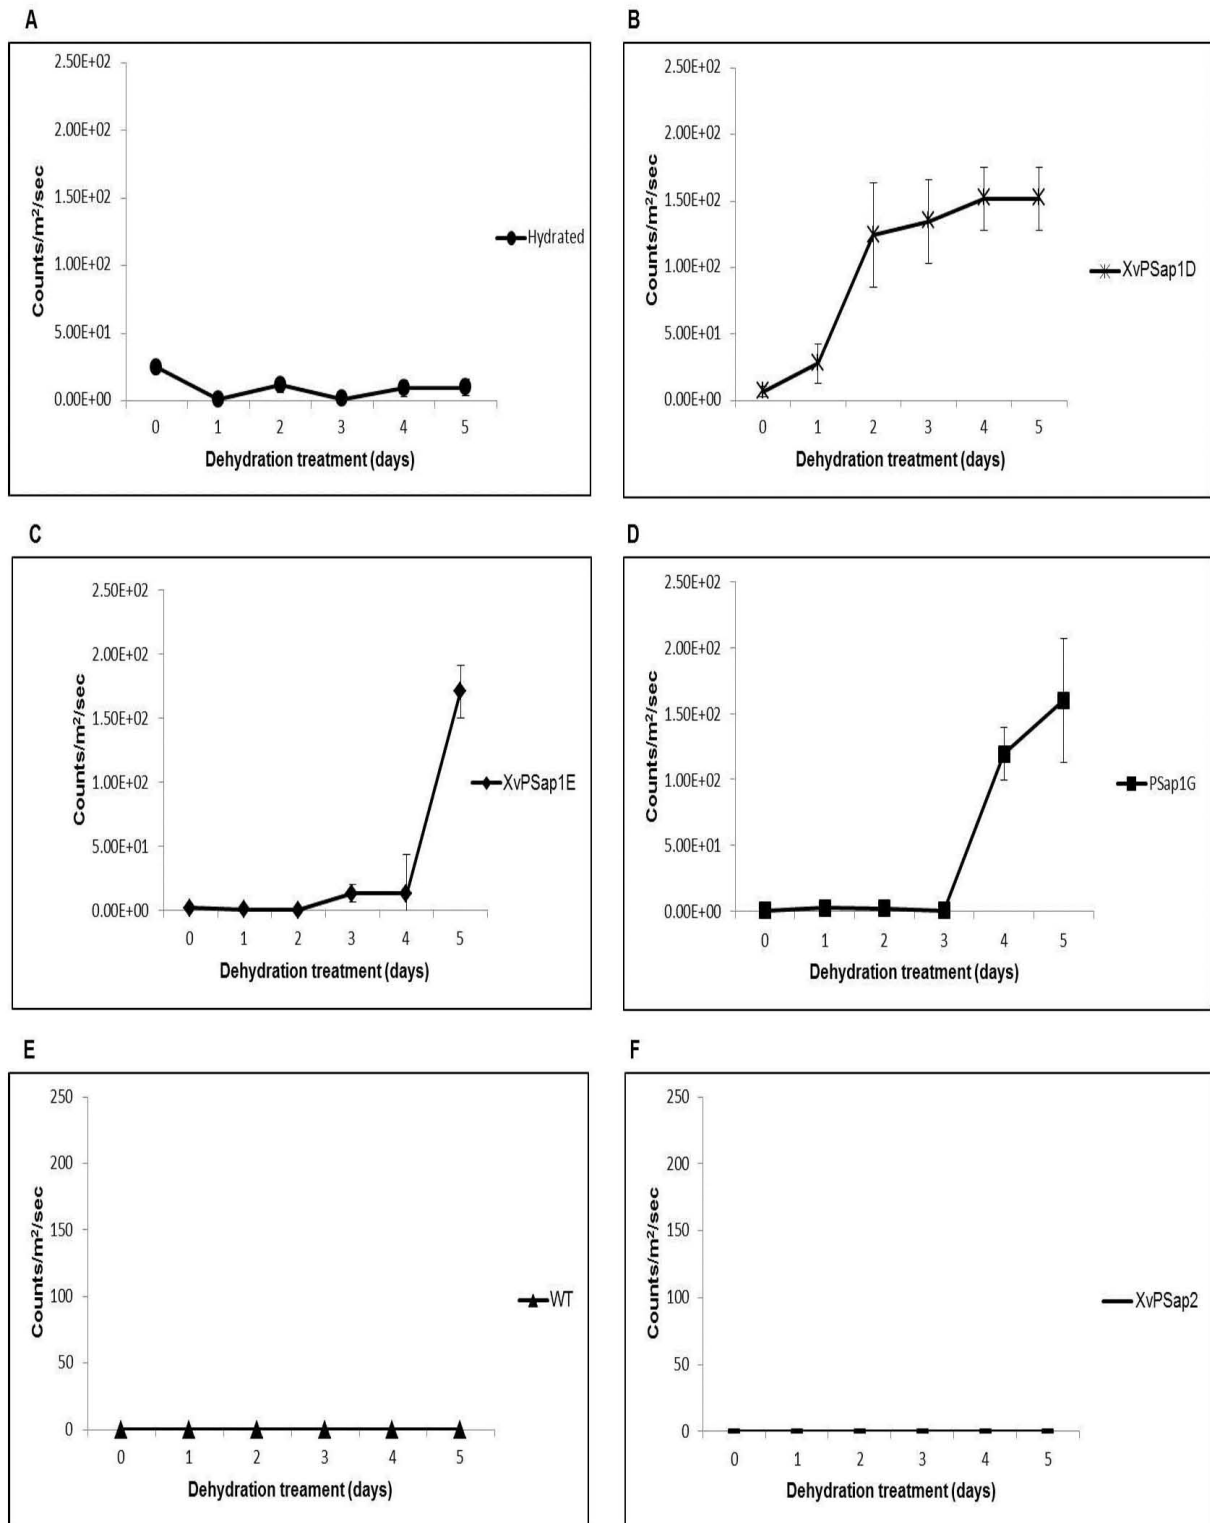 A
2.50E+02
2.00E+02
1.50E+02
1.00E+02
5.00E+01
0.00E+00
Counts/m²/sec
0 1 2 3 4 5
Dehydration treatment (days)
Hydrated
B
2.50E+02
2.00E+02
1.50E+02
1.00E+02
5.00E+01
0.00E+00
Counts/m²/sec
0 1 2 3 4 5
Dehydration treatment (days)
XvPSap1D
C
2.50E+02
2.00E+02
1.50E+02
1.00E+02
5.00E+01
0.00E+00
Counts/m²/sec
0 1 2 3 4 5
Dehydration treatment (days)
XvPSap1E
D
2.50E+02
2.00E+02
1.50E+02
1.00E+02
5.00E+01
0.00E+00
Counts/m²/sec
0 1 2 3 4 5
Dehydration treatment (days)
PSap1G
E
250
200
150
100
50
0
Counts/m²/sec
0 1 2 3 4 5
Dehydration treament (days)
WT
F
250
200
150
100
50
0
Counts/m²/sec
0 1 2 3 4 5
Dehydration treatment (days)
XvPSap2